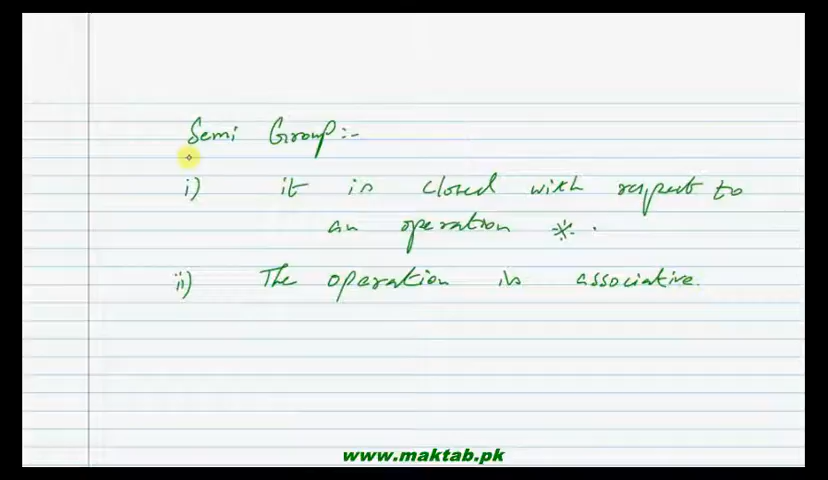 Semi Group:-
i) it is closed with respect to
an operation *.
ii) The operation is associative.
www.maktab.pk